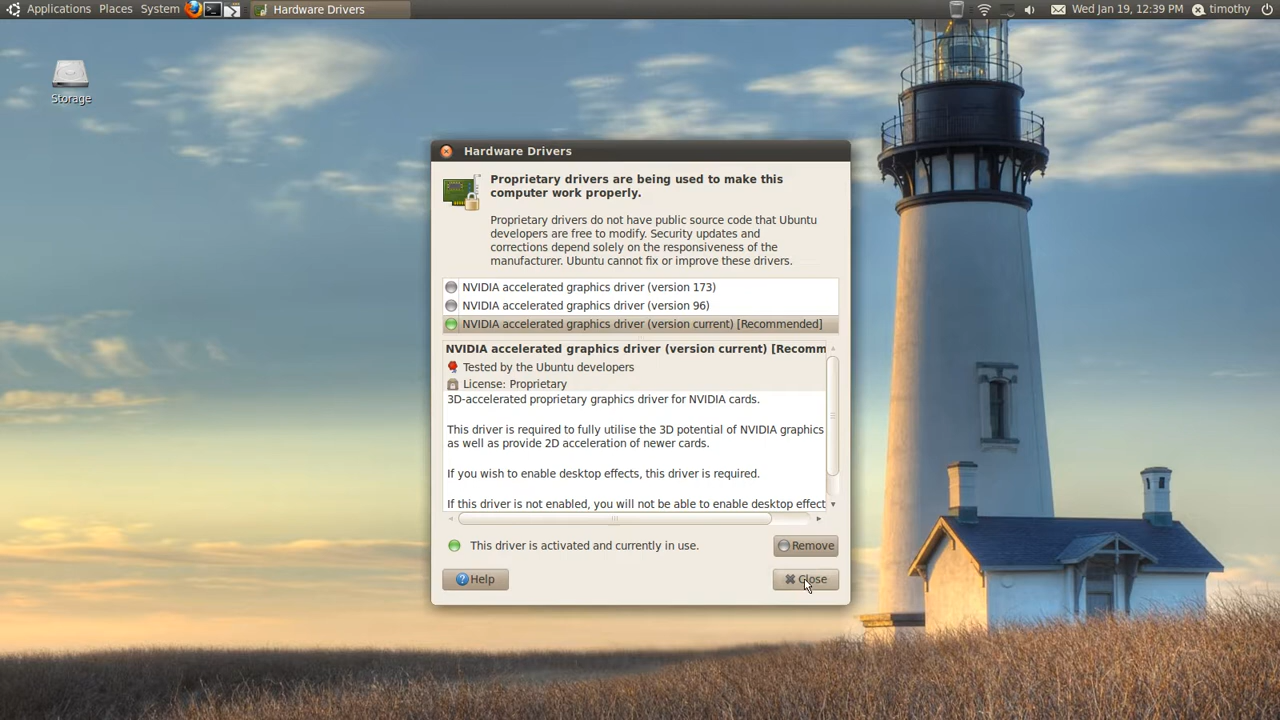 Applications Places System Hardware Drivers Wed Jan 19, 12:39 PM timothy
Storage
Hardware Drivers
Proprietary drivers are being used to make this
computer work properly.
Proprietary drivers do not have public source code that Ubuntu
developers are free to modify. Security updates and
corrections depend solely on the responsiveness of the
manufacturer. Ubuntu cannot fix or improve these drivers.
NVIDIA accelerated graphics driver (version 173)
NVIDIA accelerated graphics driver (version 96)
NVIDIA accelerated graphics driver (version current) [Recommended]
NVIDIA accelerated graphics driver (version current) [Recomm
Tested by the Ubuntu developers
License: Proprietary
3D-accelerated proprietary graphics driver for NVIDIA cards.
This driver is required to fully utilise the 3D potential of NVIDIA graphics
as well as provide 2D acceleration of newer cards.
If you wish to enable desktop effects, this driver is required.
If this driver is not enabled, you will not be able to enable desktop effect
This driver is activated and currently in use.
Remove
Help
Close